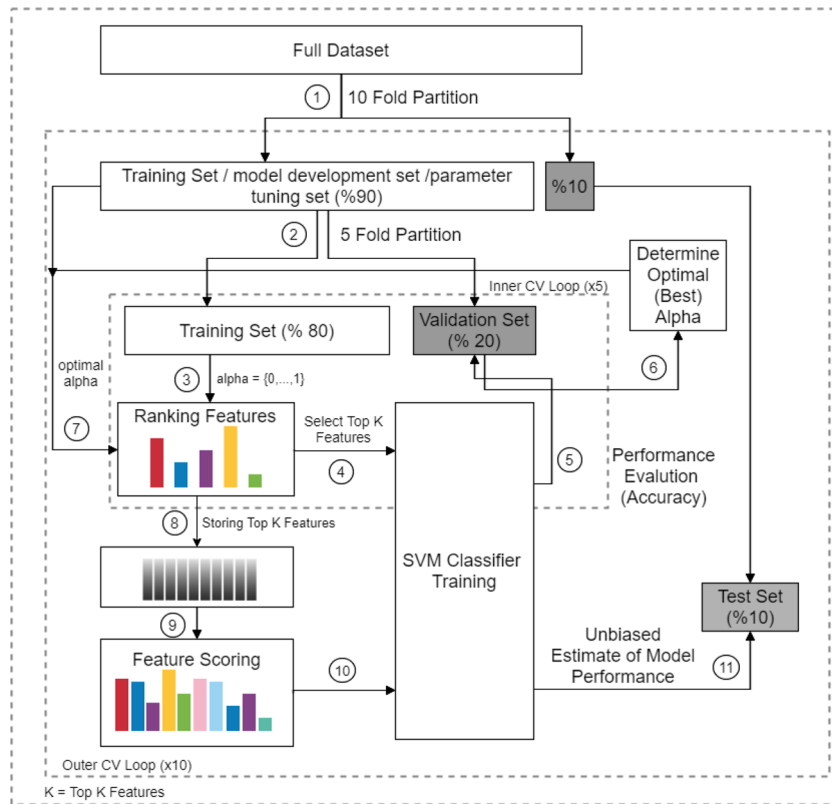 Full Dataset
1
10 Fold Partition
Training Set / model development set /parameter
tuning set (%90)
%10
2
5 Fold Partition
Determine
Optimal
(Best)
Alpha
Inner CV Loop (x5)
Training Set (% 80)
Validation Set
(% 20)
6
optimal
alpha
3
alpha = {0,...,1}
7
Ranking Features
Select Top K
Features
4
5
Performance
Evalution
(Accuracy)
8
Storing Top K Features
SVM Classifier
Training
9
Feature Scoring
10
Unbiased
Estimate of Model
Performance
11
Test Set
(%10)
Outer CV Loop (x10)
K = Top K Features